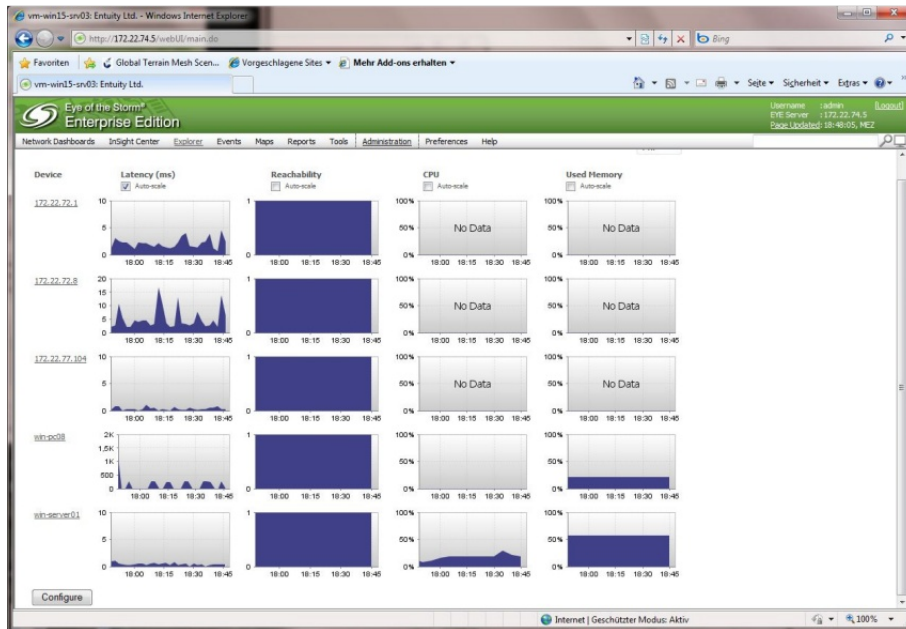 vm-win15-srv03: Entuity Ltd. - Windows Internet Explorer
http://172.22.74.5/webUI/main.do
Bing
Favoriten Global Terrain Mesh Scen... Vorgeschlagene Sites Mehr Add-ons erhalten
vm-win15-srv03: Entuity Ltd.
Seite Sicherheit Extras
Eye of the Storm®
Enterprise Edition
Username :admin [Logout]
EYE Server : 172.22.74.5
Page Updated: 18:48:05, MEZ
Network Dashboards InSight Center Explorer Events Maps Reports Tools Administration Preferences Help
Device Latency (ms) Reachability CPU Used Memory
Auto-scale Auto-scale Auto-scale Auto-scale
172.22.72.1
10 5 0
18:00 18:15 18:30 18:45
1 0
18:00 18:15 18:30 18:45
100% 50% 0%
No Data
18:00 18:15 18:30 18:45
100% 50% 0%
No Data
18:00 18:15 18:30 18:45
172.22.72.8
20 15 10 5 0
18:00 18:15 18:30 18:45
1 0
18:00 18:15 18:30 18:45
100% 50% 0%
No Data
18:00 18:15 18:30 18:45
100% 50% 0%
No Data
18:00 18:15 18:30 18:45
172.22.77.104
10 5 0
18:00 18:15 18:30 18:45
1 0
18:00 18:15 18:30 18:45
100% 50% 0%
No Data
18:00 18:15 18:30 18:45
100% 50% 0%
No Data
18:00 18:15 18:30 18:45
win-pc08
2K 1,5K 1K 500 0
18:00 18:15 18:30 18:45
1 0
18:00 18:15 18:30 18:45
100% 50% 0%
18:00 18:15 18:30 18:45
100% 50% 0%
18:00 18:15 18:30 18:45
win-server01
10 5 0
18:00 18:15 18:30 18:45
1 0
18:00 18:15 18:30 18:45
100% 50% 0%
18:00 18:15 18:30 18:45
100% 50% 0%
18:00 18:15 18:30 18:45
Configure
Internet | Geschützter Modus: Aktiv
100%